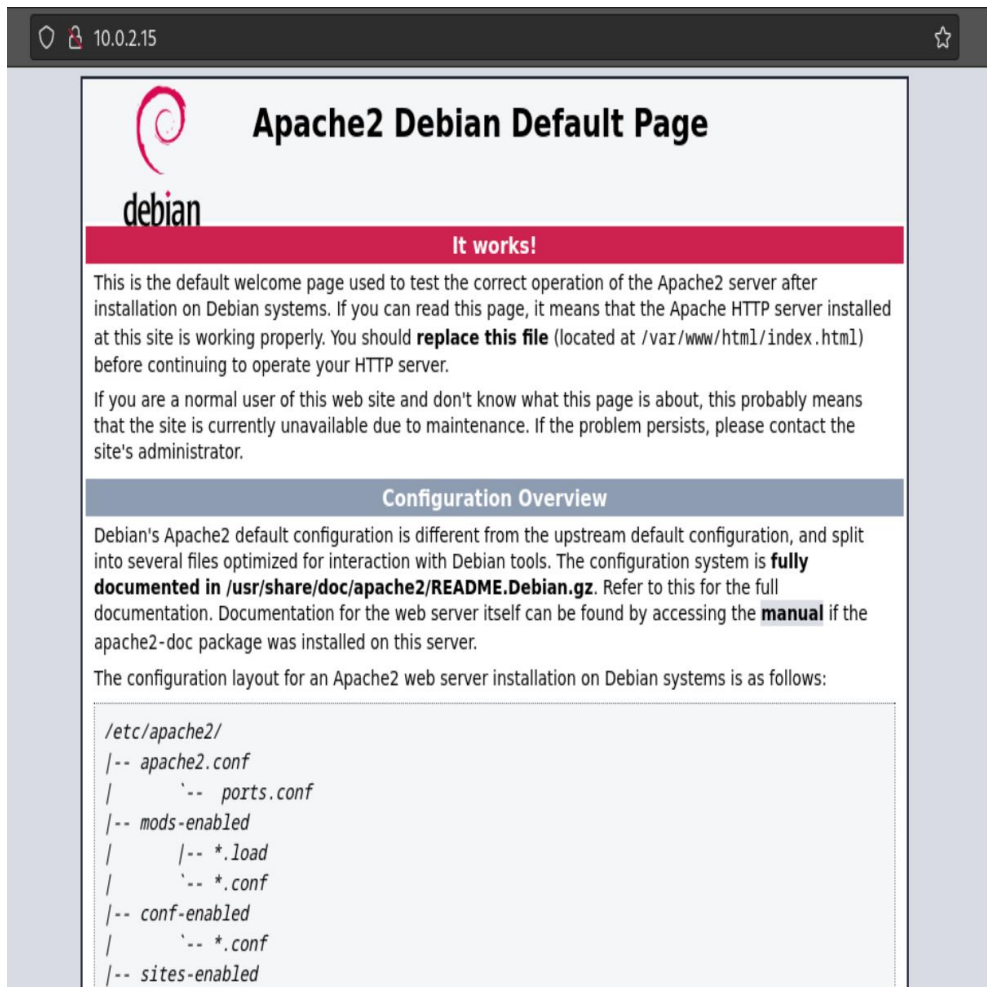 10.0.2.15
Apache2 Debian Default Page
debian
It works!
This is the default welcome page used to test the correct operation of the Apache2 server after
installation on Debian systems. If you can read this page, it means that the Apache HTTP server installed
at this site is working properly. You should replace this file (located at /var/www/html/index.html)
before continuing to operate your HTTP server.
If you are a normal user of this web site and don't know what this page is about, this probably means
that the site is currently unavailable due to maintenance. If the problem persists, please contact the
site's administrator.
Configuration Overview
Debian's Apache2 default configuration is different from the upstream default configuration, and split
into several files optimized for interaction with Debian tools. The configuration system is fully
documented in /usr/share/doc/apache2/README.Debian.gz. Refer to this for the full
documentation. Documentation for the web server itself can be found by accessing the manual if the
apache2-doc package was installed on this server.
The configuration layout for an Apache2 web server installation on Debian systems is as follows:
/etc/apache2/
|-- apache2.conf
|       `--  ports.conf
|-- mods-enabled
|       |-- *.load
|       `-- *.conf
|-- conf-enabled
|       `-- *.conf
|-- sites-enabled